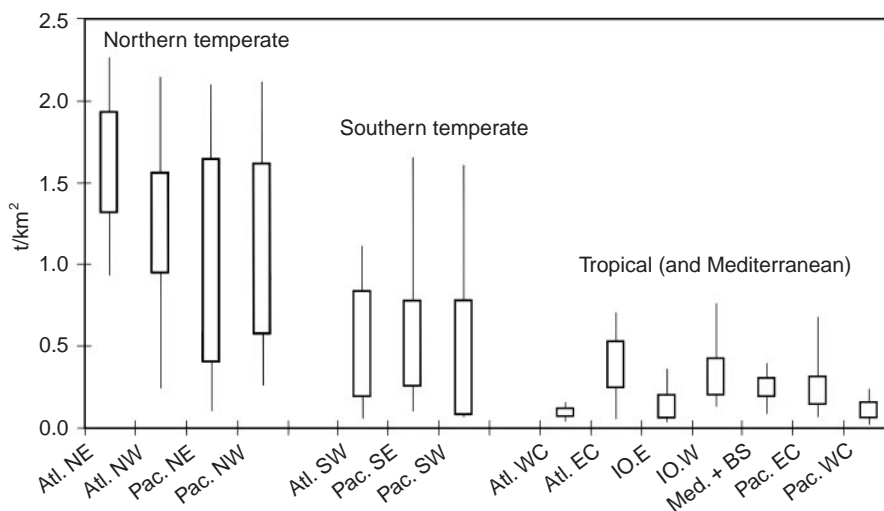 2.5
Northern temperate
2.0
Southern temperate
1.5
t/km²
1.0
Tropical (and Mediterranean)
0.5
0.0
Atl. NE
Atl. NW
Pac. NE
Pac. NW
Atl. SW
Pac. SE
Pac. SW
Atl. WC
Atl. EC
IO.E
IO.W
Med. + BS
Pac. EC
Pac. WC